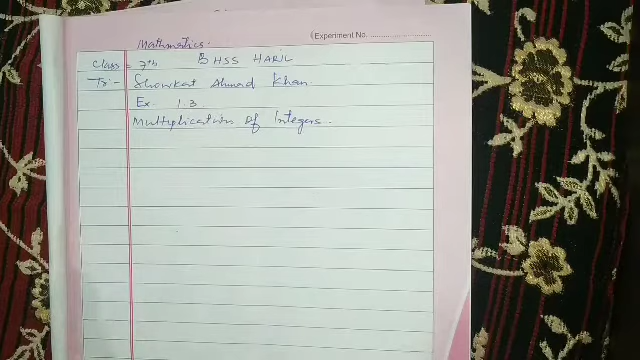 Experiment No.
Mathematics.
Class = 7th BHSS HARIL
Tr:- Showkat Ahmad Khan.
Ex. 1.3
Multiplication of Integers.